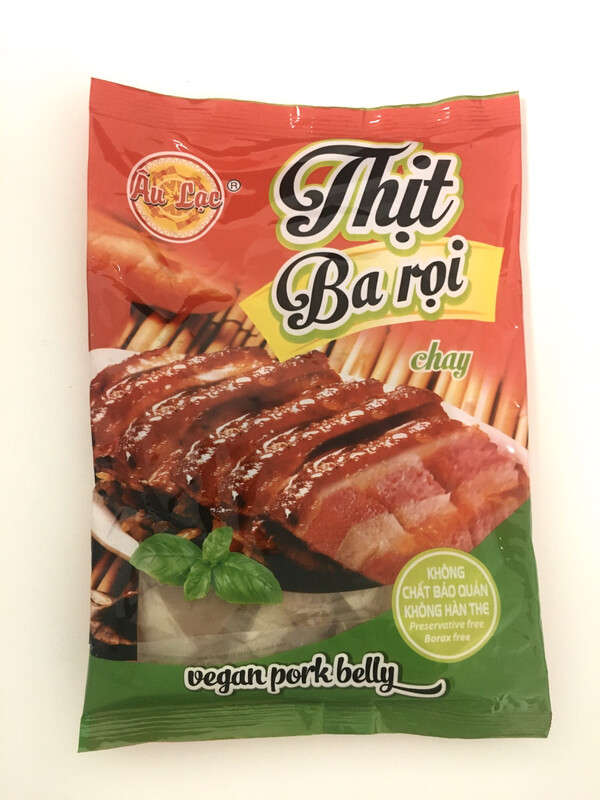 Âu Lạc ®
Thịt
Ba rọi
chay
KHÔNG
CHẤT BẢO QUẢN
KHÔNG HÀN THE
Preservative free
Borax free
vegan pork belly